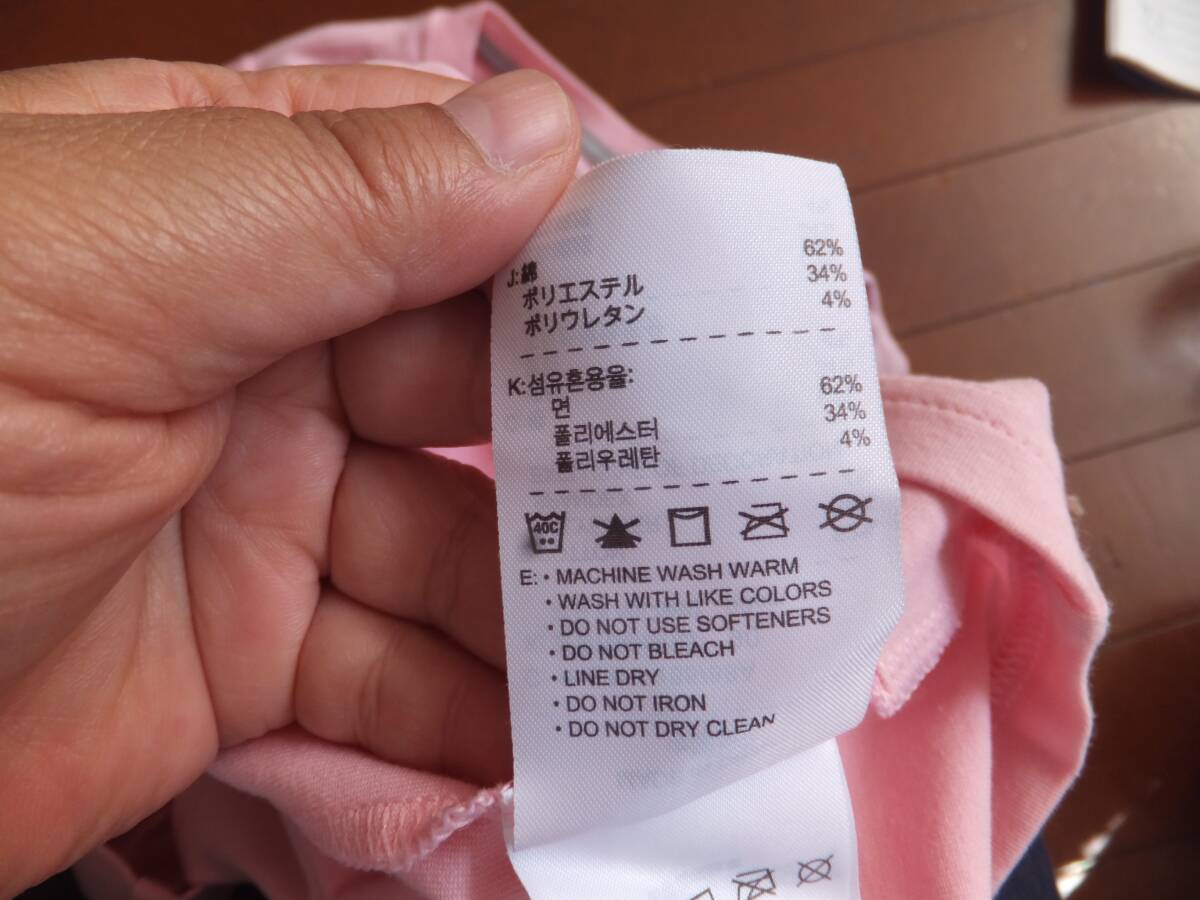 J:綿 62%
ポリエステル 34%
ポリウレタン 4%
K:섬유혼용율:
면 62%
폴리에스터 34%
폴리우레탄 4%
40C
E: • MACHINE WASH WARM
• WASH WITH LIKE COLORS
• DO NOT USE SOFTENERS
• DO NOT BLEACH
• LINE DRY
• DO NOT IRON
• DO NOT DRY CLEAN